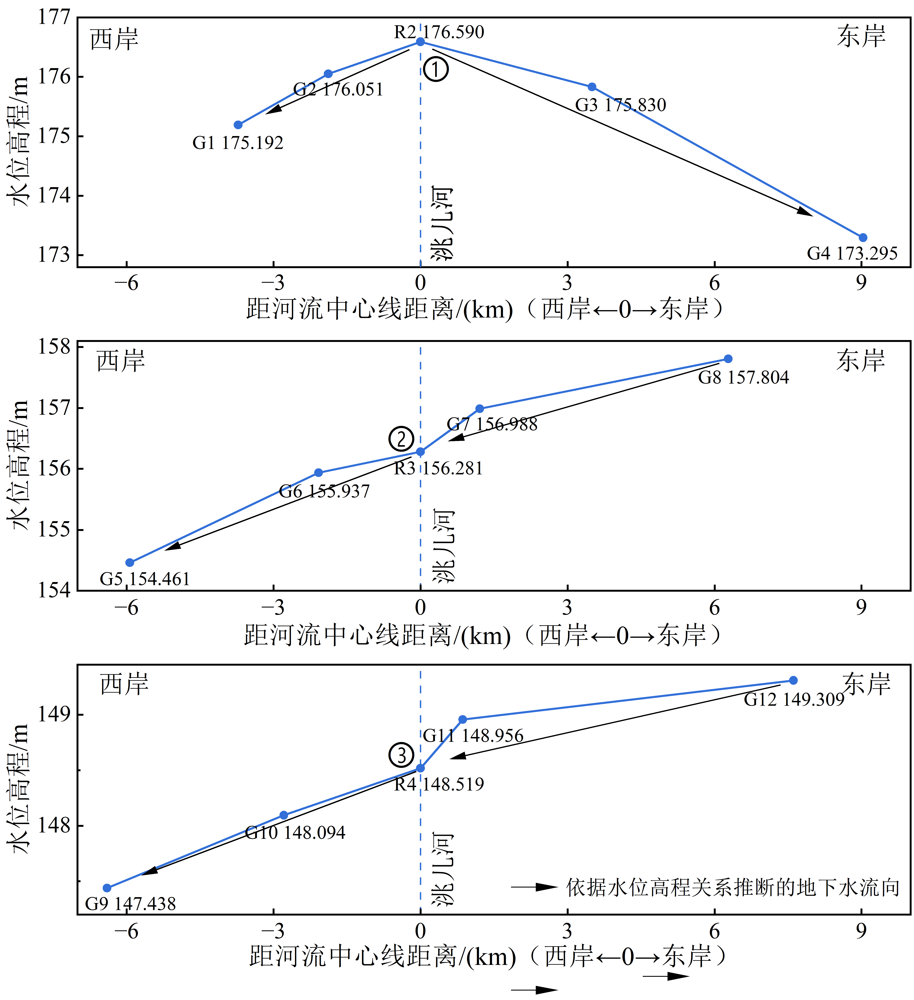 177
西岸
R2 176.590
东岸
①
176
G2 176.051
G3 175.830
175
G1 175.192
174
173
G4 173.295
水位高程/m
洮儿河
−6 −3 0 3 6 9
距河流中心线距离/(km)（西岸←0→东岸）
158
西岸
东岸
G8 157.804
157
G7 156.988
②
156
R3 156.281
G6 155.937
155
G5 154.461
154
水位高程/m
洮儿河
−6 −3 0 3 6 9
距河流中心线距离/(km)（西岸←0→东岸）
西岸
东岸
G12 149.309
149
G11 148.956
③
R4 148.519
148
G10 148.094
G9 147.438
水位高程/m
洮儿河
依据水位高程关系推断的地下水流向
−6 −3 0 3 6 9
距河流中心线距离/(km)（西岸←0→东岸）